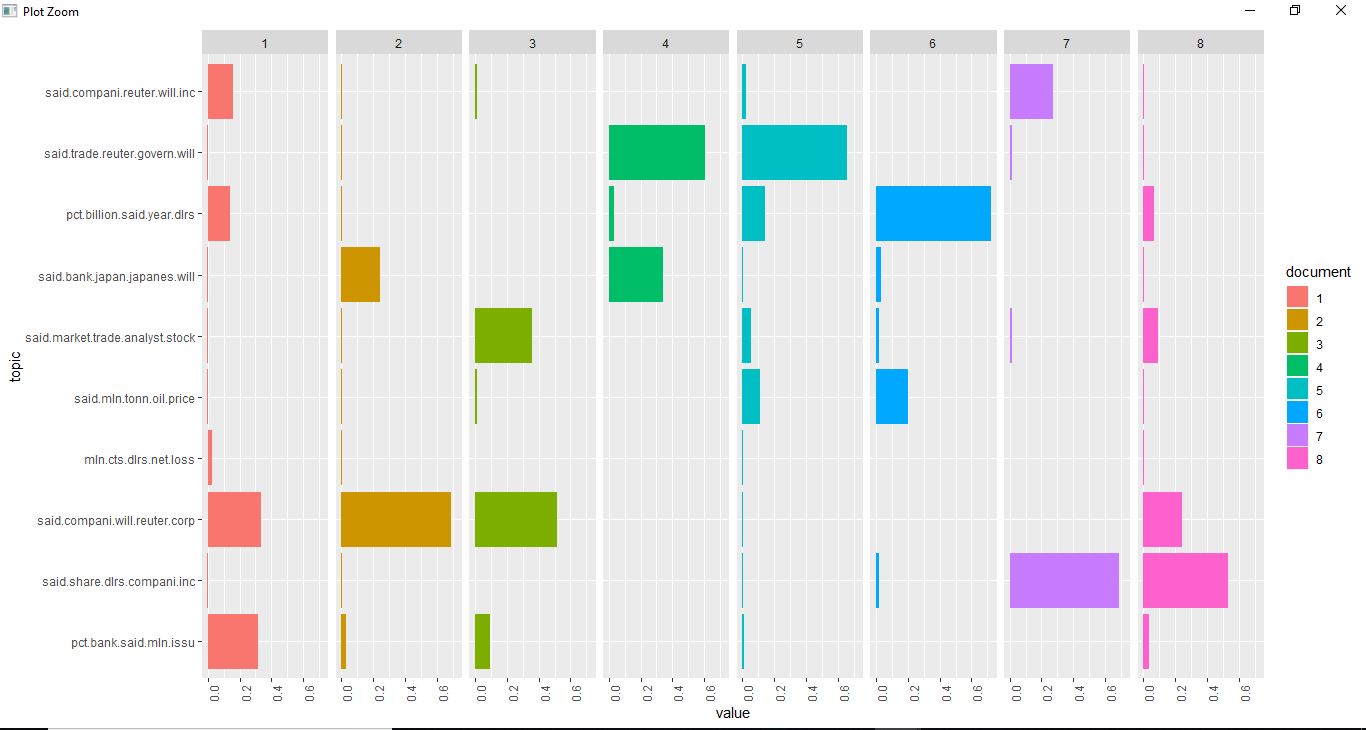 Plot Zoom
1 2 3 4 5 6 7 8
said.compani.reuter.will.inc
said.trade.reuter.govern.will
pct.billion.said.year.dlrs
said.bank.japan.japanes.will
said.market.trade.analyst.stock
said.mln.tonn.oil.price
mln.cts.dlrs.net.loss
said.compani.will.reuter.corp
said.share.dlrs.compani.inc
pct.bank.said.mln.issu
topic
0.0 0.2 0.4 0.6 0.0 0.2 0.4 0.6 0.0 0.2 0.4 0.6 0.0 0.2 0.4 0.6 0.0 0.2 0.4 0.6 0.0 0.2 0.4 0.6 0.0 0.2 0.4 0.6 0.0 0.2 0.4 0.6
value
document
1
2
3
4
5
6
7
8